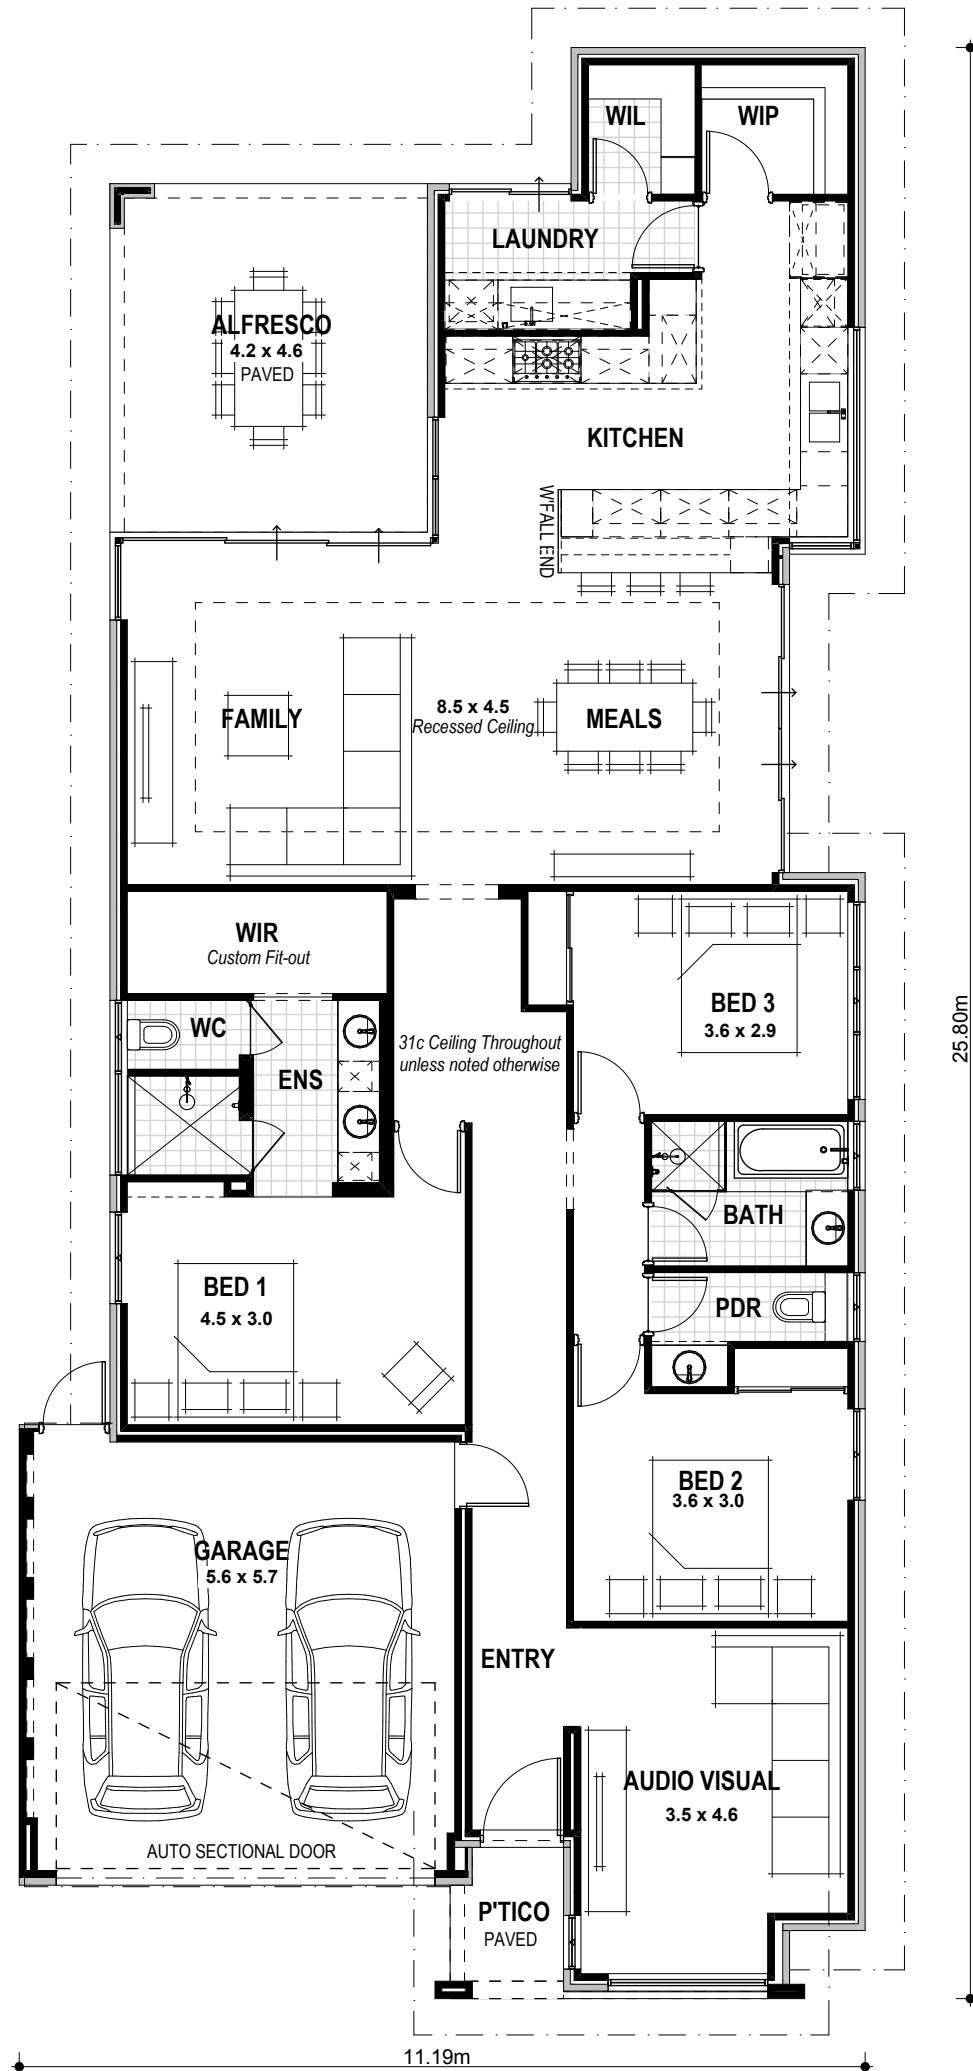 WIL
WIP
LAUNDRY
ALFRESCO
4.2 x 4.6
PAVED
KITCHEN
W'FALL END
FAMILY
8.5 x 4.5
Recessed Ceiling
MEALS
WIR
Custom Fit-out
WC
ENS
31c Ceiling Throughout
unless noted otherwise
BED 3
3.6 x 2.9
25.80m
BATH
BED 1
4.5 x 3.0
PDR
BED 2
3.6 x 3.0
GARAGE
5.6 x 5.7
ENTRY
AUDIO VISUAL
3.5 x 4.6
AUTO SECTIONAL DOOR
P'TICO
PAVED
11.19m